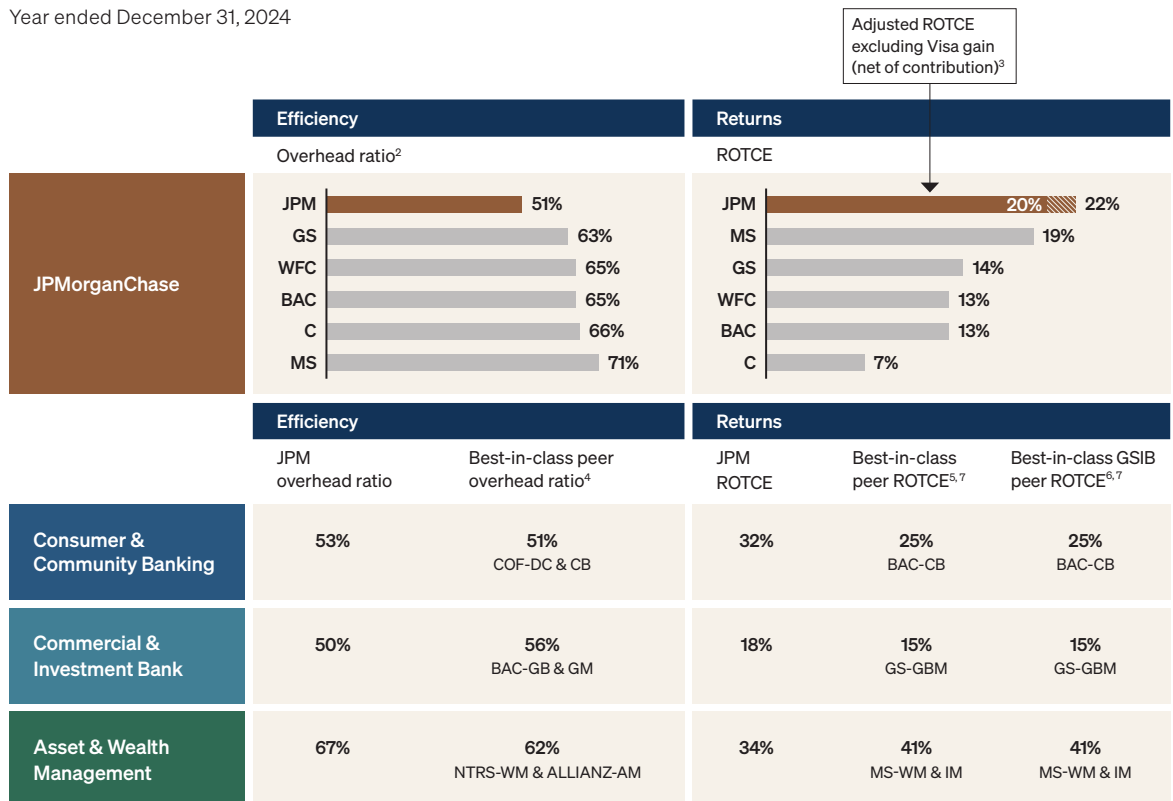 Year ended December 31, 2024
Adjusted ROTCE
excluding Visa gain
(net of contribution)³
Efficiency
Returns
Overhead ratio²
ROTCE
JPMorganChase
JPM 51%
GS 63%
WFC 65%
BAC 65%
C 66%
MS 71%
JPM 20% 22%
MS 19%
GS 14%
WFC 13%
BAC 13%
C 7%
Efficiency
Returns
JPM
overhead ratio
Best-in-class peer
overhead ratio⁴
JPM
ROTCE
Best-in-class
peer ROTCE⁵,⁷
Best-in-class GSIB
peer ROTCE⁶,⁷
Consumer &
Community Banking
53%
51%
COF-DC & CB
32%
25%
BAC-CB
25%
BAC-CB
Commercial &
Investment Bank
50%
56%
BAC-GB & GM
18%
15%
GS-GBM
15%
GS-GBM
Asset & Wealth
Management
67%
62%
NTRS-WM & ALLIANZ-AM
34%
41%
MS-WM & IM
41%
MS-WM & IM